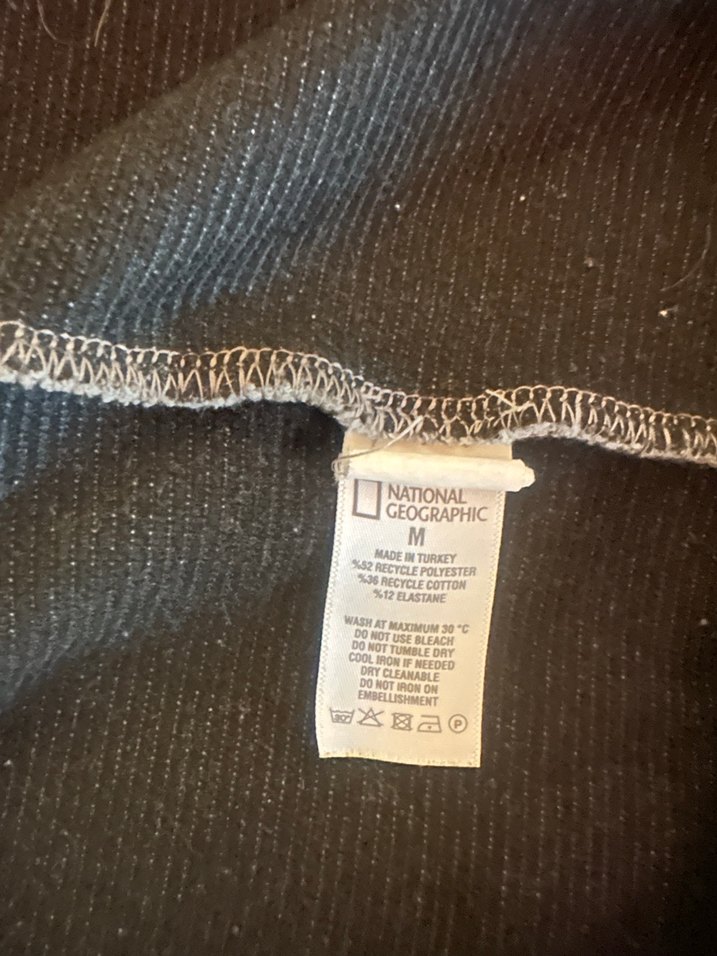 NATIONAL
GEOGRAPHIC
M
MADE IN TURKEY
%52 RECYCLE POLYESTER
%36 RECYCLE COTTON
%12 ELASTANE
WASH AT MAXIMUM 30 °C
DO NOT USE BLEACH
DO NOT TUMBLE DRY
COOL IRON IF NEEDED
DRY CLEANABLE
DO NOT IRON ON
EMBELLISHMENT
30° P